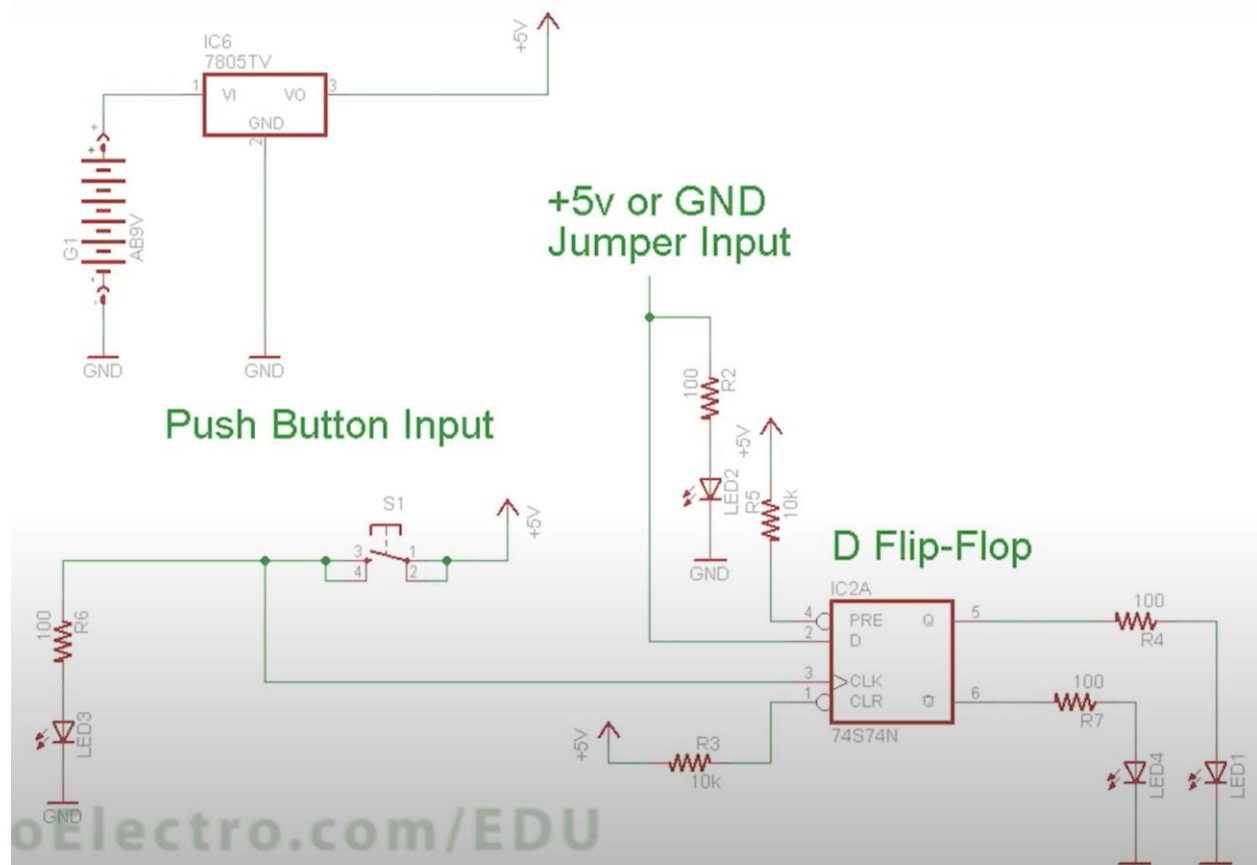 IC6
7805TV
+5V
1
VI
VO
3
GND
2
G1
AB9V
GND
GND
+5v or GND
Jumper Input
Push Button Input
100
R2
+5V
LED2
R5
10k
GND
S1
3
1
4
2
+5V
D Flip-Flop
IC2A
100
R6
4
PRE
Q
5
100
R4
2
D
3
CLK
1
CLR
Q̅
6
100
R7
74S74N
LED3
+5V
R3
10k
LED4
LED1
GND
oElectro.com/EDU